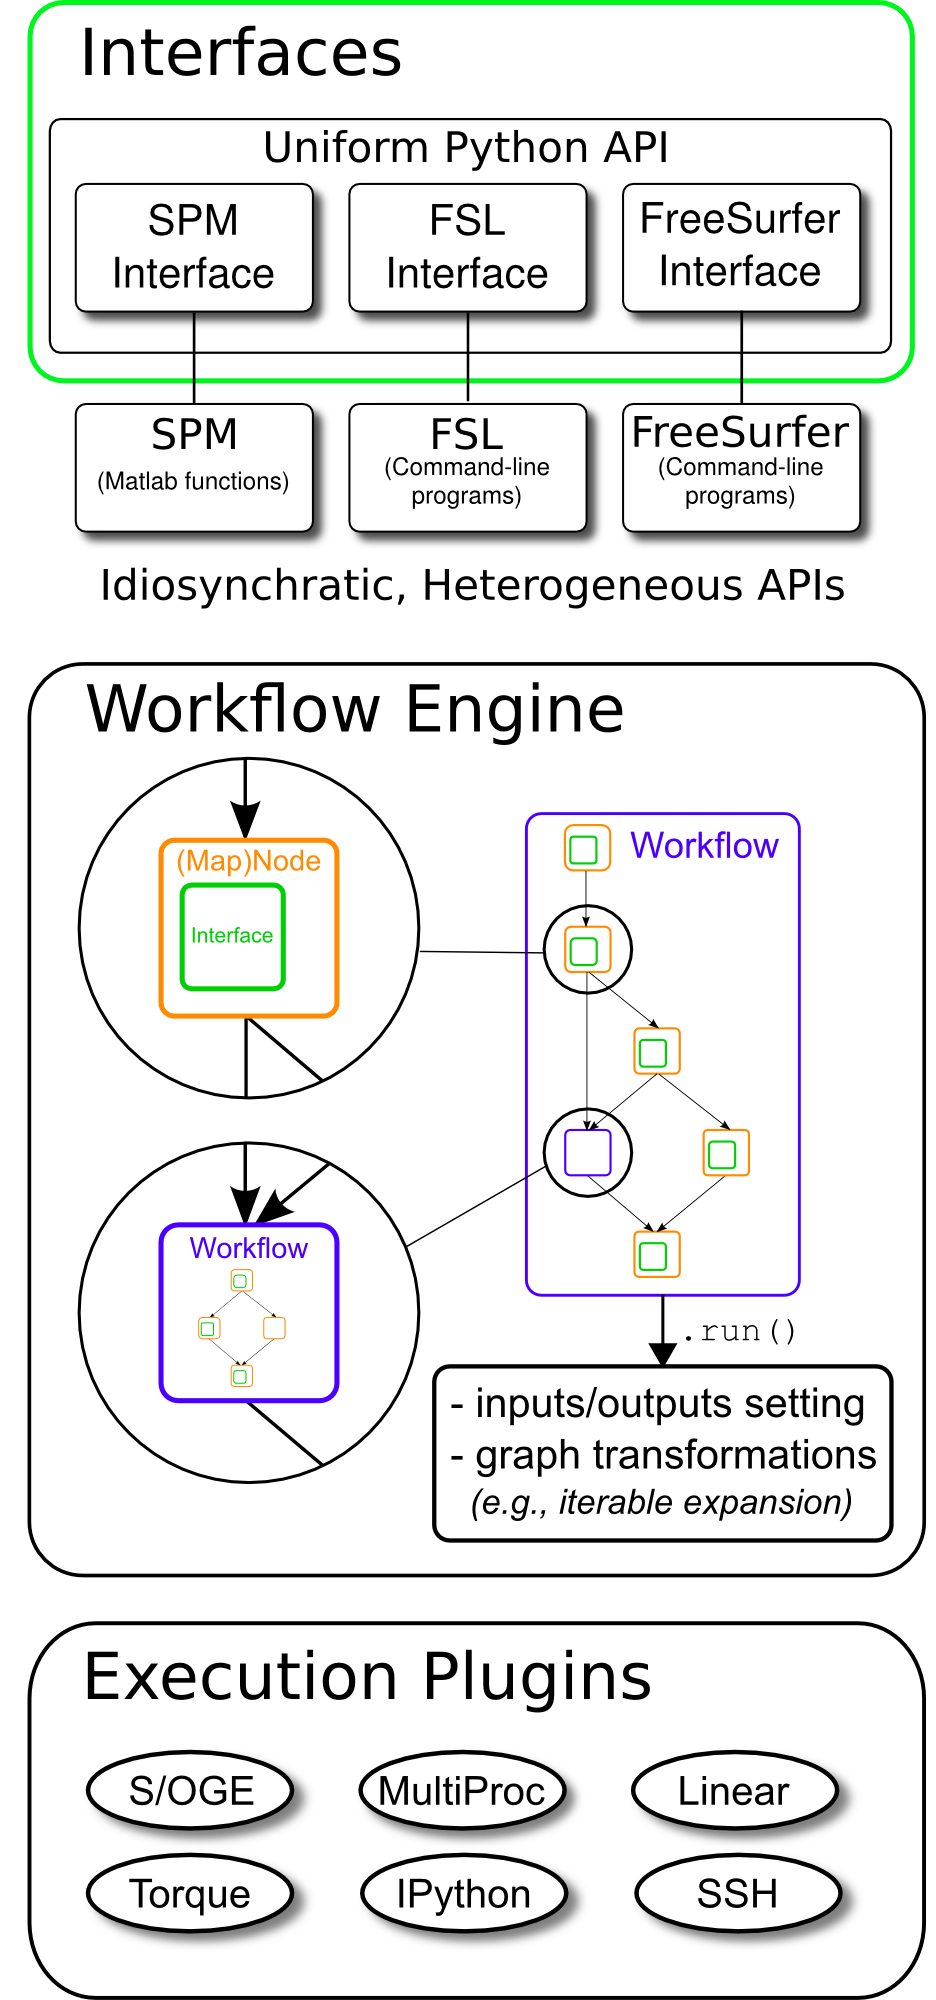 Interfaces
Uniform Python API
SPM
Interface
FSL
Interface
FreeSurfer
Interface
SPM
(Matlab functions)
FSL
(Command-line
programs)
FreeSurfer
(Command-line
programs)
Idiosynchratic, Heterogeneous APIs
Workflow Engine
(Map)Node
Interface
Workflow
Workflow
.run()
- inputs/outputs setting
- graph transformations
(e.g., iterable expansion)
Execution Plugins
S/OGE
MultiProc
Linear
Torque
IPython
SSH